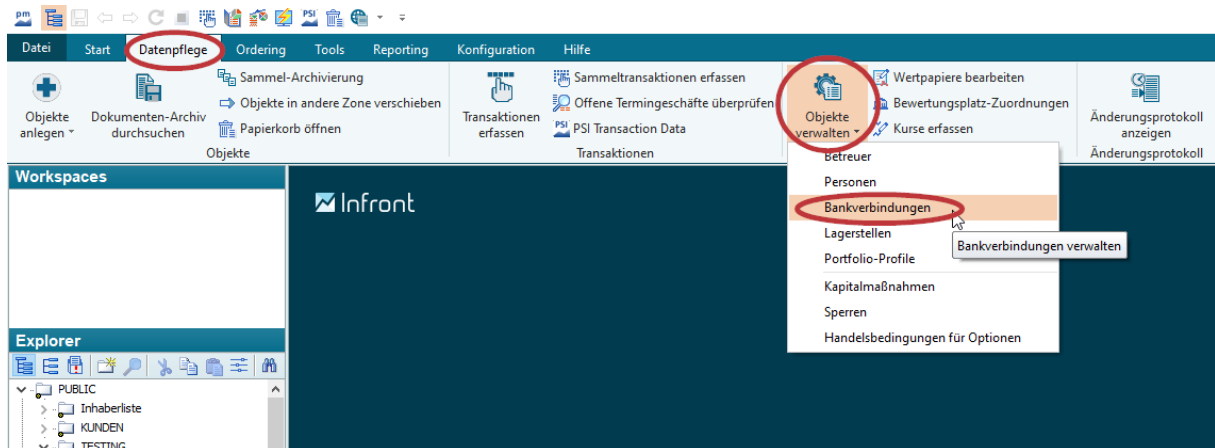 pm PSI
Datei Start Datenpflege Ordering Tools Reporting Konfiguration Hilfe
Objekte anlegen
Dokumenten-Archiv durchsuchen
Sammel-Archivierung
Objekte in andere Zone verschieben
Papierkorb öffnen
Objekte
Transaktionen erfassen
Sammeltransaktionen erfassen
Offene Termingeschäfte überprüfen
PSI PSI Transaction Data
Transaktionen
Objekte verwalten
Wertpapiere bearbeiten
Bewertungsplatz-Zuordnungen
Kurse erfassen
Änderungsprotokoll anzeigen
Änderungsprotokoll
Betreuer
Personen
Bankverbindungen
Lagerstellen
Bankverbindungen verwalten
Portfolio-Profile
Kapitalmaßnahmen
Sperren
Handelsbedingungen für Optionen
Workspaces
Infront
Explorer
PUBLIC
Inhaberliste
KUNDEN
TESTING